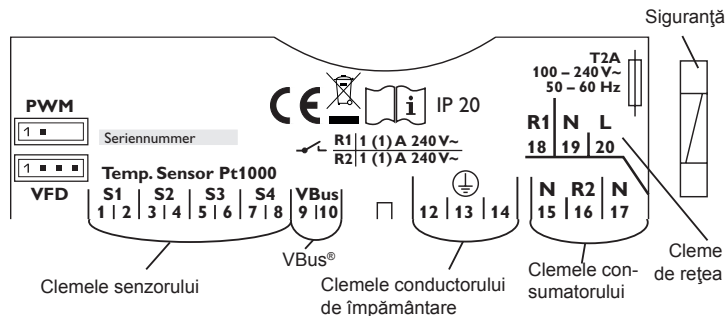 Siguranţă
T2A
100 – 240 V~
50 – 60 Hz
PWM
1
CE
i
IP 20
Seriennummer
R1 1 (1) A 240 V~
R2 1 (1) A 240 V~
R1 N L
18 19 20
1
VFD
Temp. Sensor Pt1000
S1 S2 S3 S4 VBus
1 2 3 4 5 6 7 8 9 10
12 13 14
N R2 N
15 16 17
VBus®
Clemele senzorului
Clemele conductorului
de împământare
Clemele con-
sumatorului
Cleme
de reţea